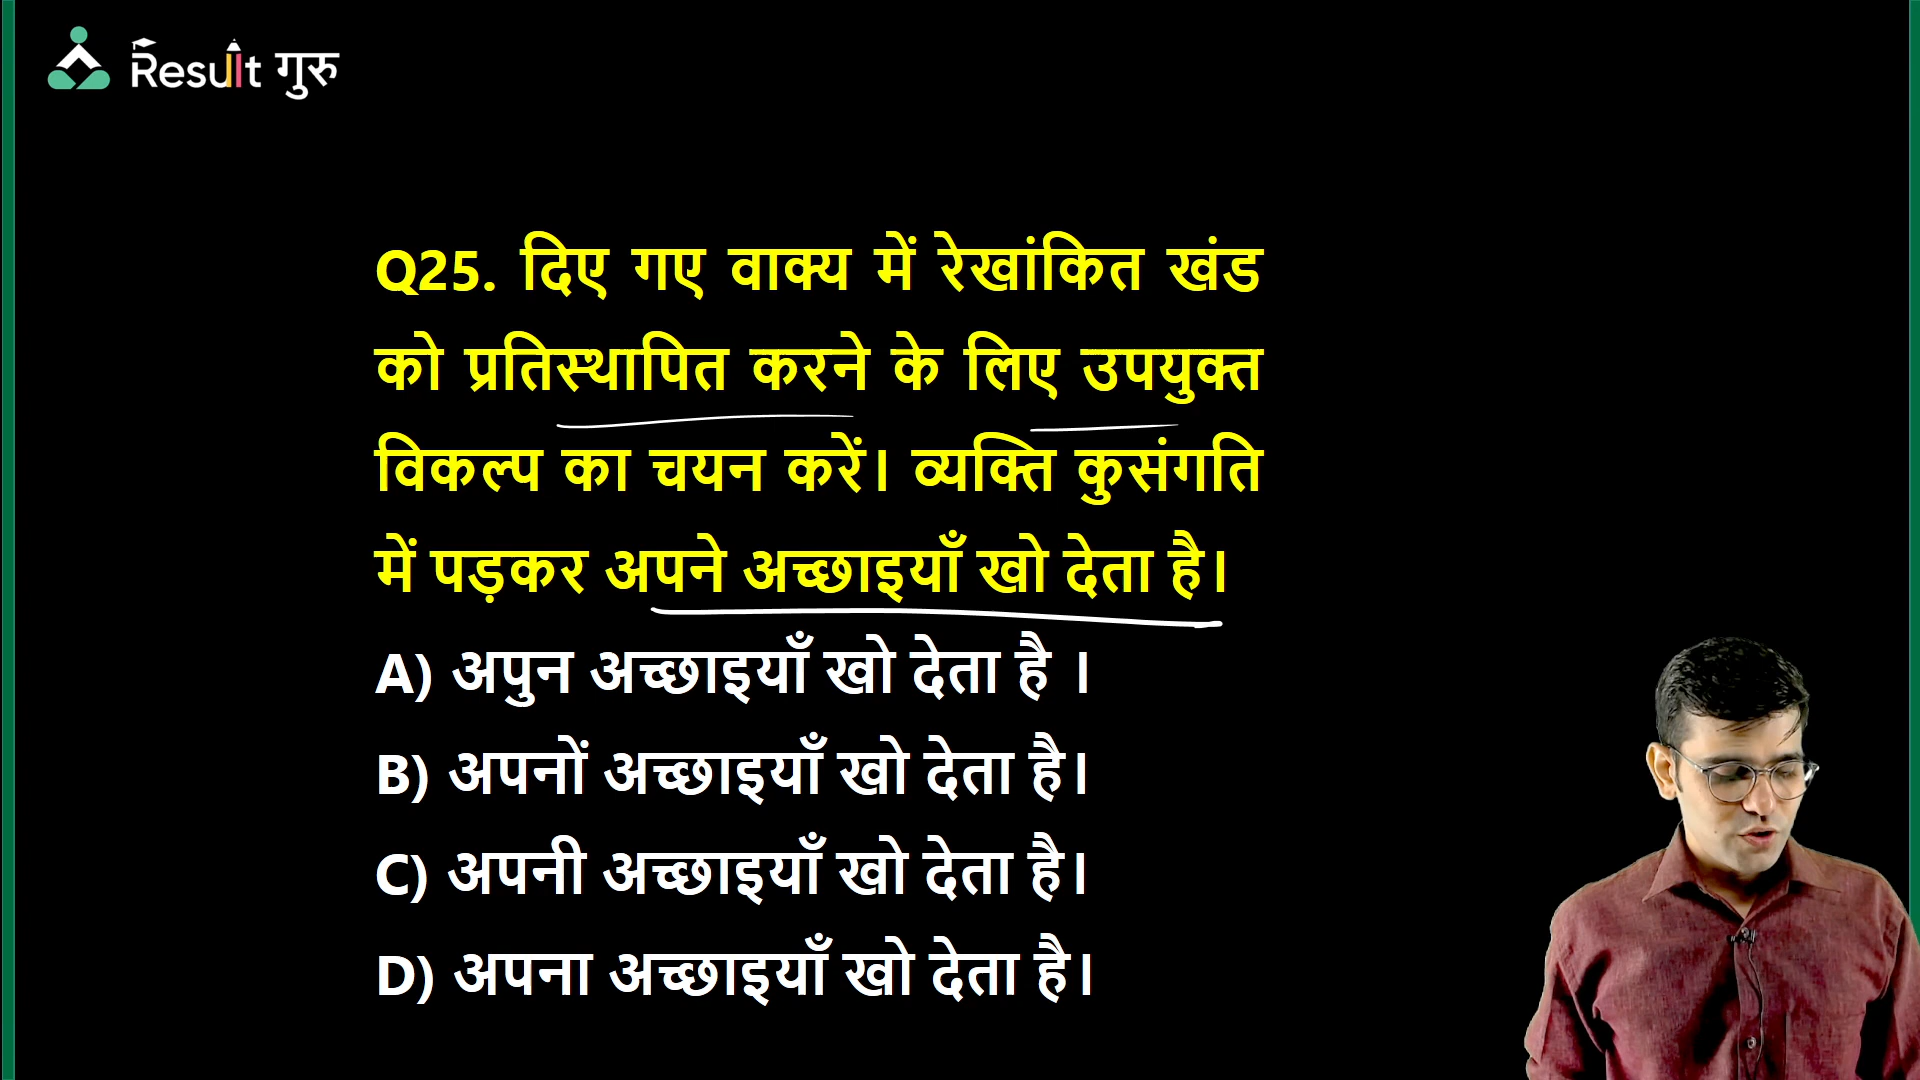 Result गुरु
Q25. दिए गए वाक्य में रेखांकित खंड
को प्रतिस्थापित करने के लिए उपयुक्त
विकल्प का चयन करें। व्यक्ति कुसंगति
में पड़कर अपने अच्छाइयाँ खो देता है।
A) अपुन अच्छाइयाँ खो देता है ।
B) अपनों अच्छाइयाँ खो देता है।
C) अपनी अच्छाइयाँ खो देता है।
D) अपना अच्छाइयाँ खो देता है।